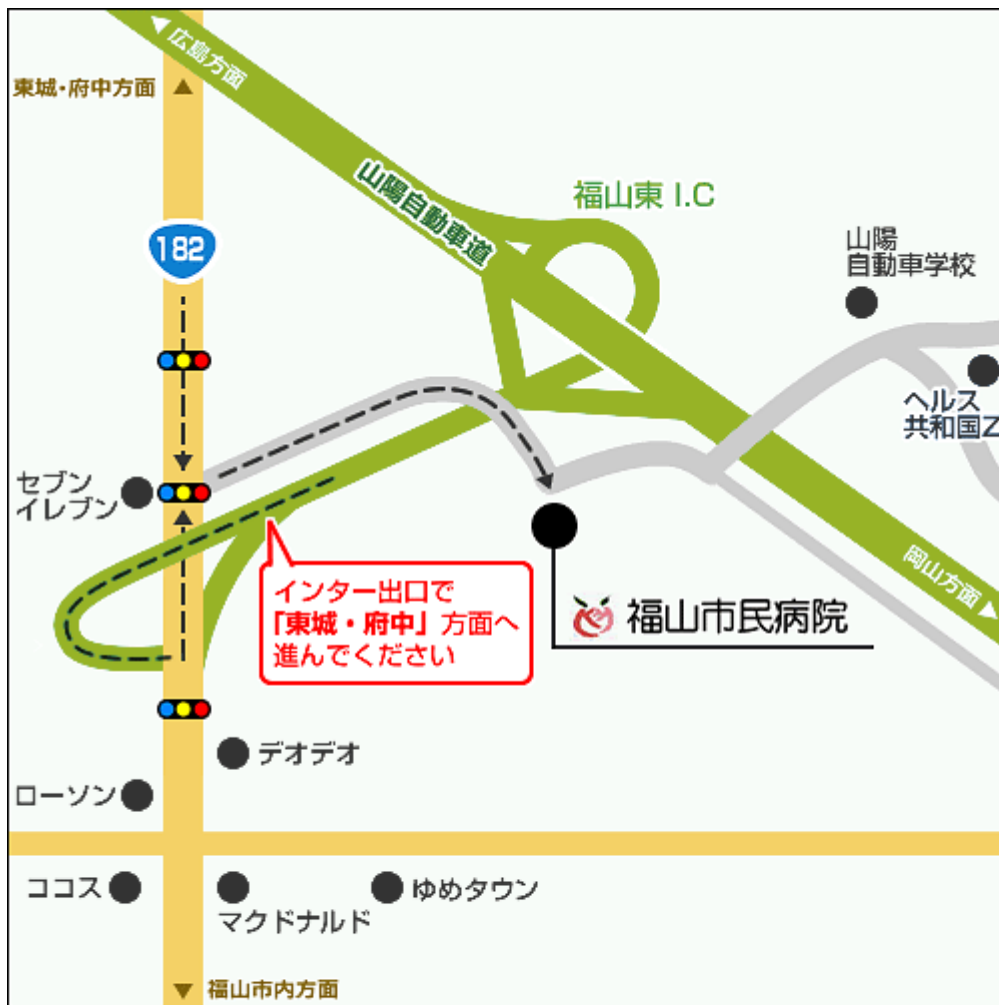 広島方面
東城・府中方面
山陽自動車道
福山東 I.C
182
山陽
自動車学校
ヘルス
共和国Z
セブン
イレブン
岡山方面
インター出口で
「東城・府中」方面へ
進んでください
福山市民病院
デオデオ
ローソン
ココス
マクドナルド
ゆめタウン
福山市内方面